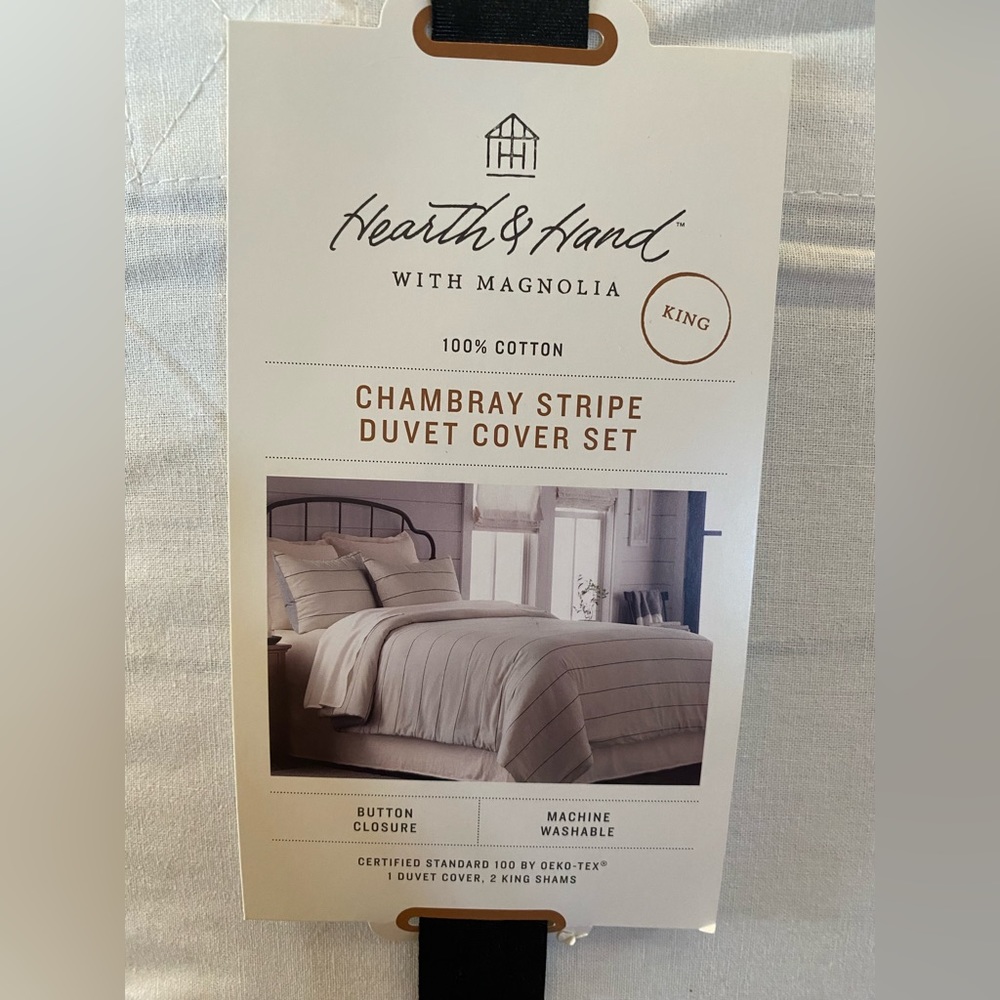 Hearth & Hand™
WITH MAGNOLIA
KING
100% COTTON
CHAMBRAY STRIPE
DUVET COVER SET
BUTTON
CLOSURE
MACHINE
WASHABLE
CERTIFIED STANDARD 100 BY OEKO-TEX®
1 DUVET COVER, 2 KING SHAMS